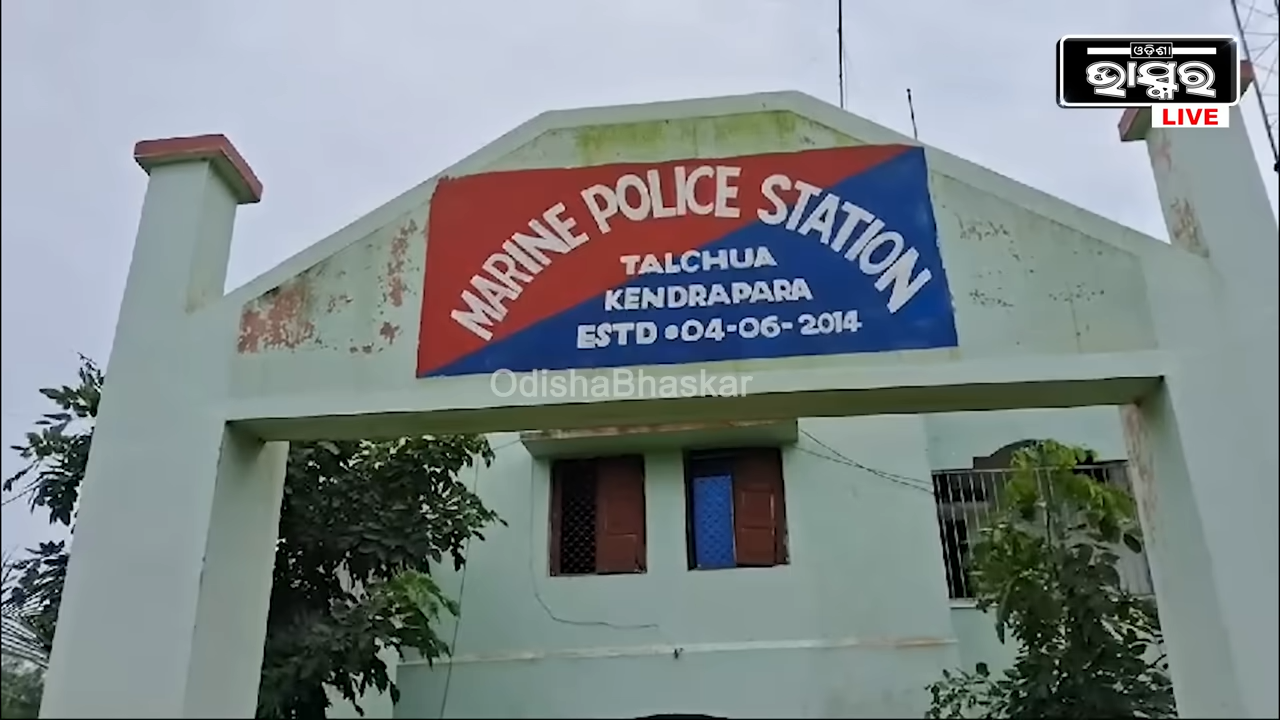 ଓଡ଼ିଶା
ଭାସ୍କର
LIVE
MARINE POLICE STATION
TALCHUA
KENDRAPARA
ESTD •04-06-2014
OdishaBhaskar